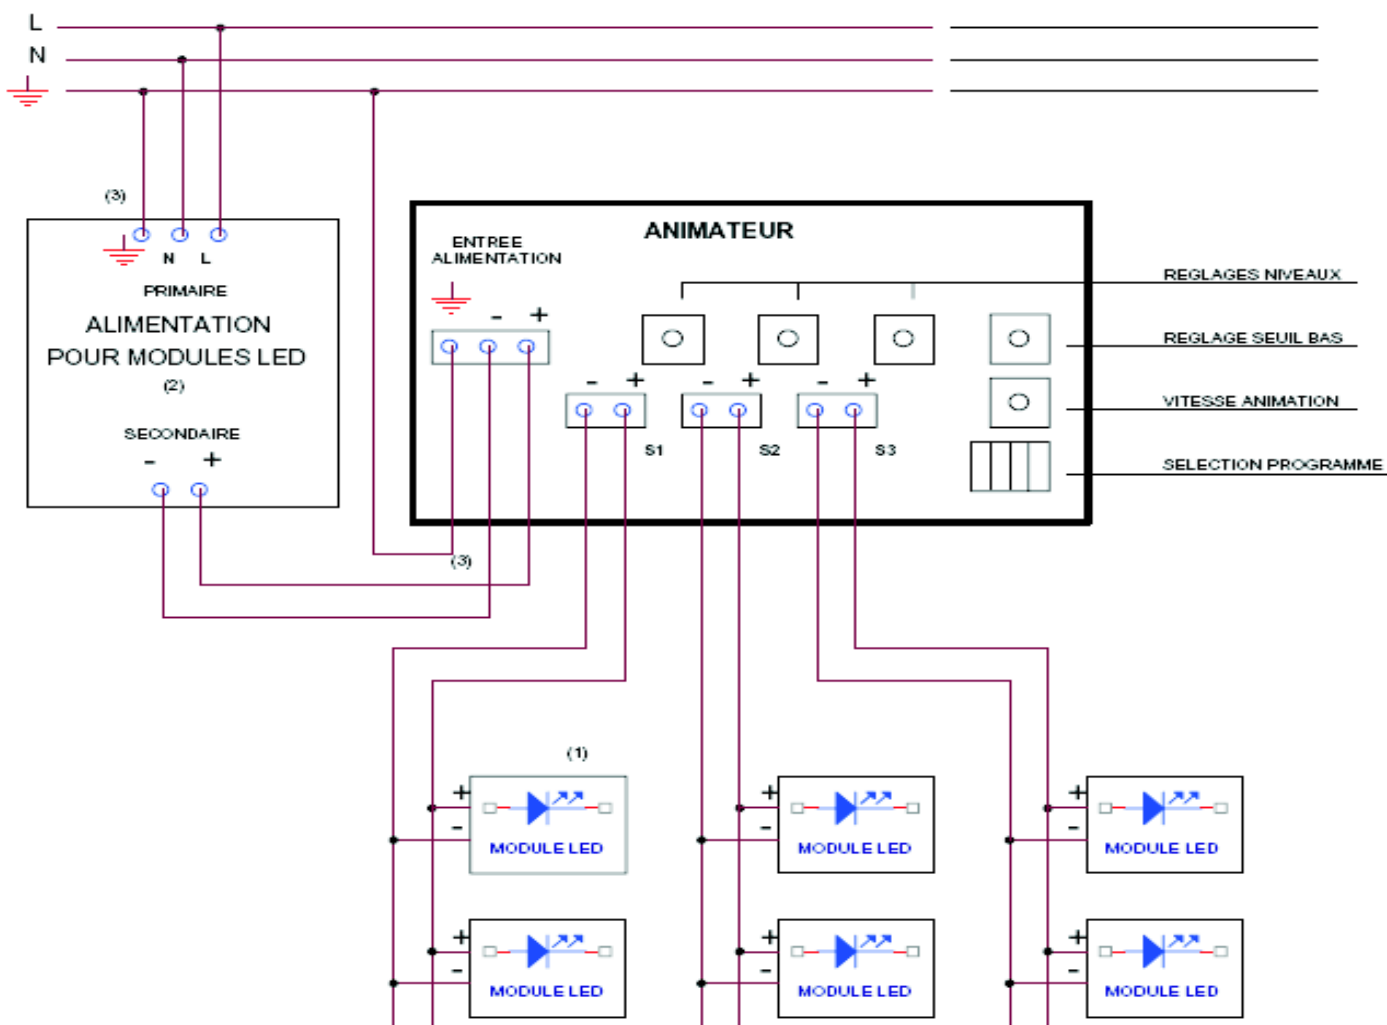 L
N
(3)
N L
PRIMAIRE
ALIMENTATION
POUR MODULES LED
(2)
SECONDAIRE
- +
ANIMATEUR
ENTREE
ALIMENTATION
- +
- +
- +
- +
S1
S2
S3
REGLAGES NIVEAUX
REGLAGE SEUIL BAS
VITESSE ANIMATION
SELECTION PROGRAMME
(3)
(1)
+
-
MODULE LED
+
-
MODULE LED
+
-
MODULE LED
+
-
MODULE LED
+
-
MODULE LED
+
-
MODULE LED